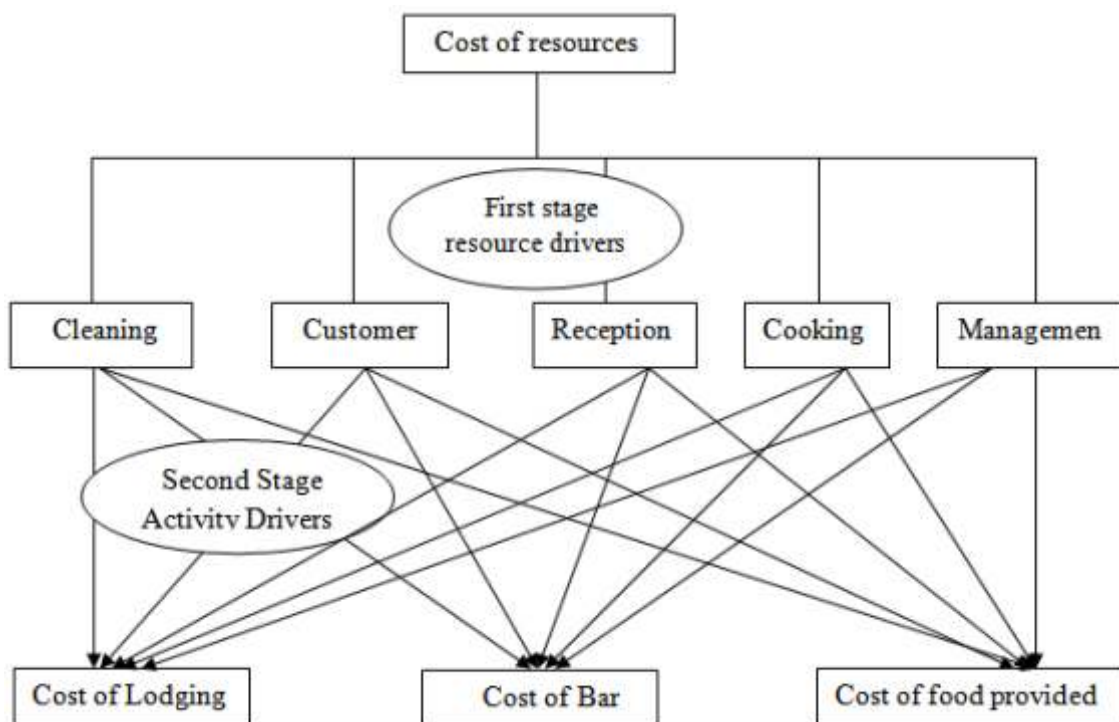 Cost of resources
First stage
resource drivers
Cleaning
Customer
Reception
Cooking
Managemen
Second Stage
Activity Drivers
Cost of Lodging
Cost of Bar
Cost of food provided